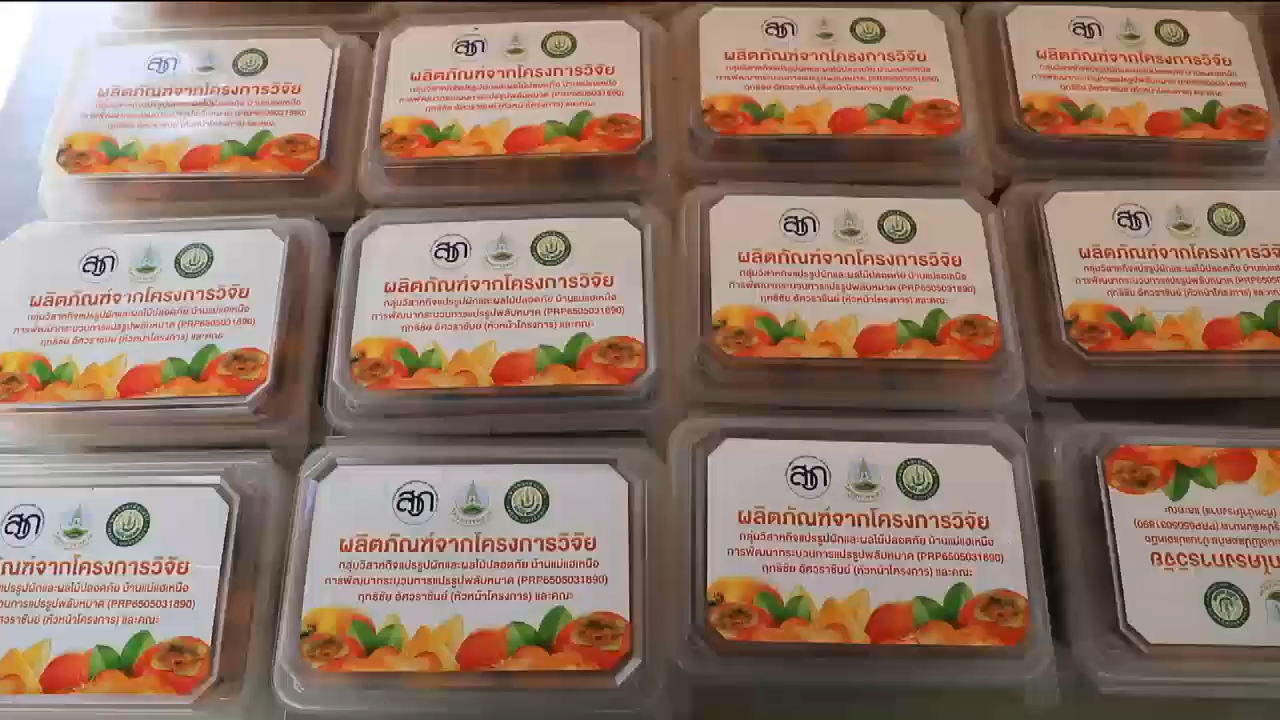 สวก
ผลิตภัณฑ์จากโครงการวิจัย
กลุ่มวิสาหกิจแปรรูปผักและผลไม้ปลอดภัย บ้านแม่แฮเหนือ
การพัฒนากระบวนการแปรรูปพลับหมาด (PRP6505031890)
ฤทธิชัย อัศวราชันย์ (หัวหน้าโครงการ) และคณะ